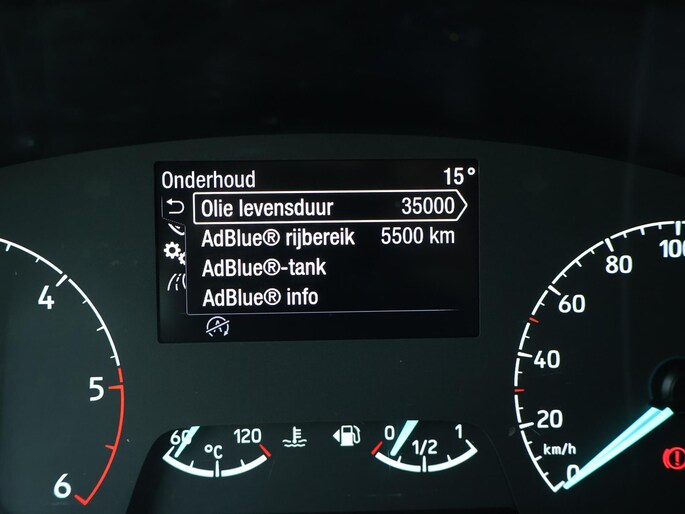 Onderhoud 15°
Olie levensduur 35000
AdBlue® rijbereik 5500 km
AdBlue®-tank
AdBlue® info
A
4
5
6
60 120
°C
0 1/2 1
100
80
60
40
20
0
km/h